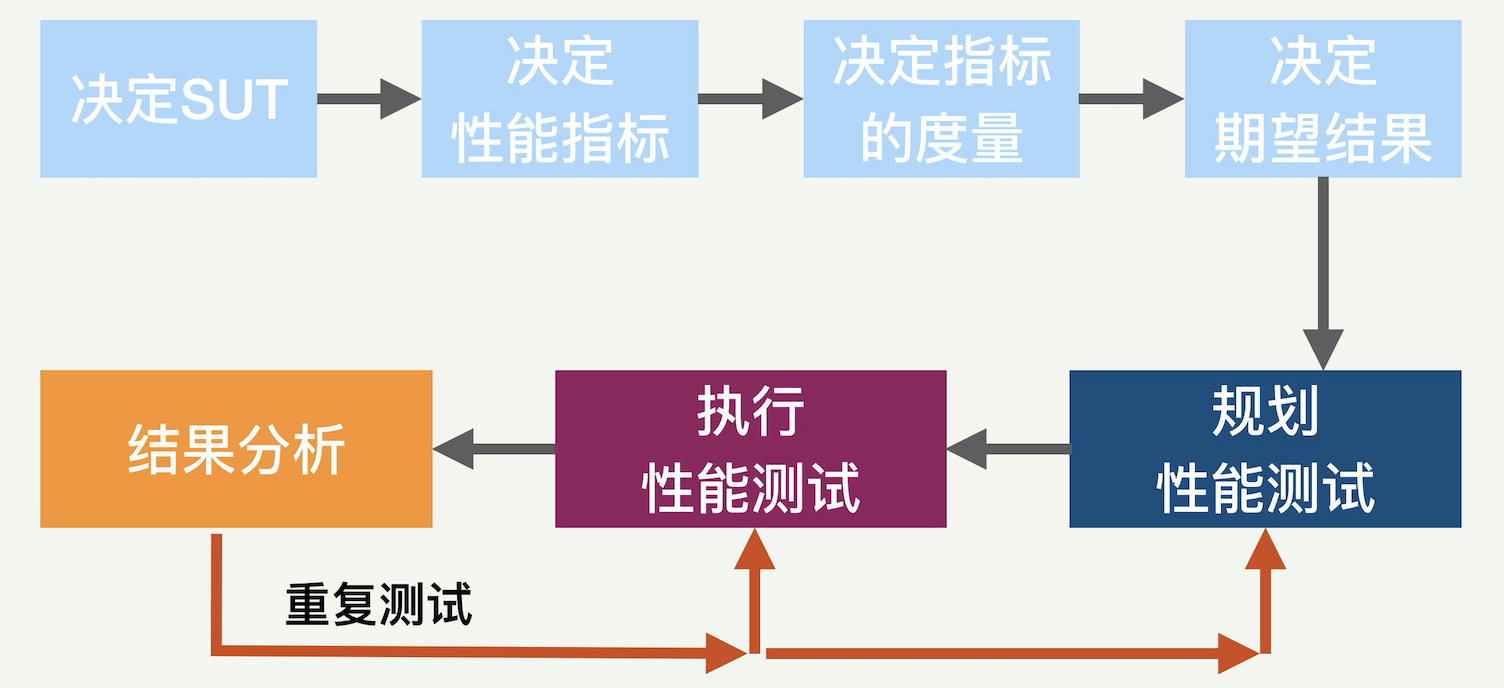 决定SUT
决定
性能指标
决定指标
的度量
决定
期望结果
结果分析
执行
性能测试
规划
性能测试
重复测试